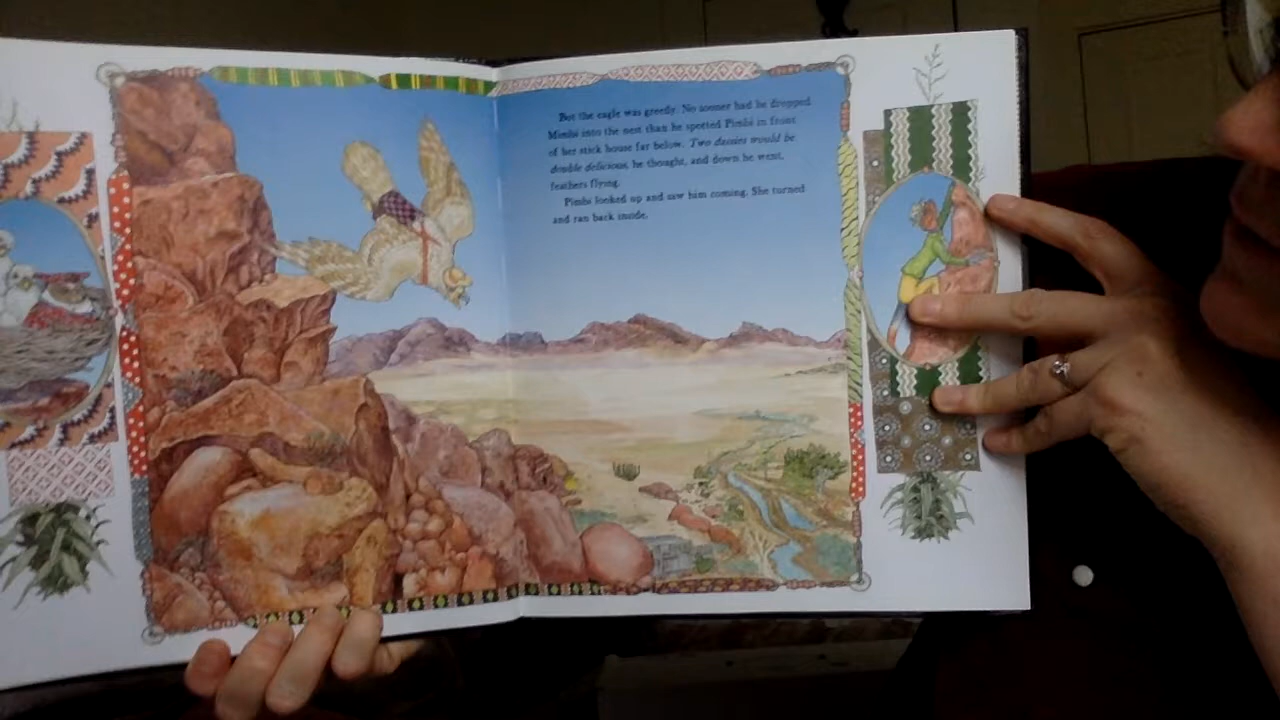 But the eagle was greedy. No sooner had he dropped
Mimbi into the nest than he spotted Pimbi in front
of her stick house far below. Two dassies would be
double delicious, he thought, and down he went,
feathers flying.
Pimbi looked up and saw him coming. She turned
and ran back inside.